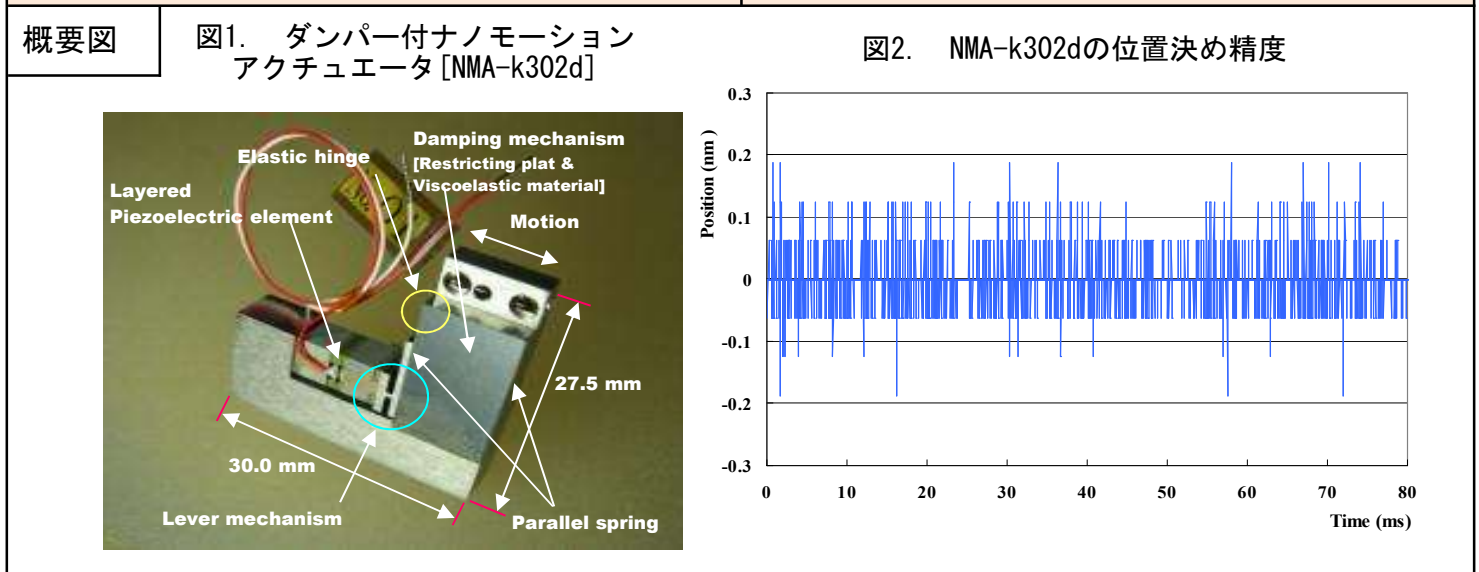 概要図
図1. ダンパー付ナノモーション
アクチュエータ[NMA-k302d]
図2. NMA-k302dの位置決め精度
Elastic hinge
Damping mechanism
[Restricting plat &
Viscoelastic material]
Layered
Piezoelectric element
Motion
27.5 mm
30.0 mm
Lever mechanism
Parallel spring
0.3
0.2
0.1
0
-0.1
-0.2
-0.3
Position (nm )
0 10 20 30 40 50 60 70 80
Time (ms)